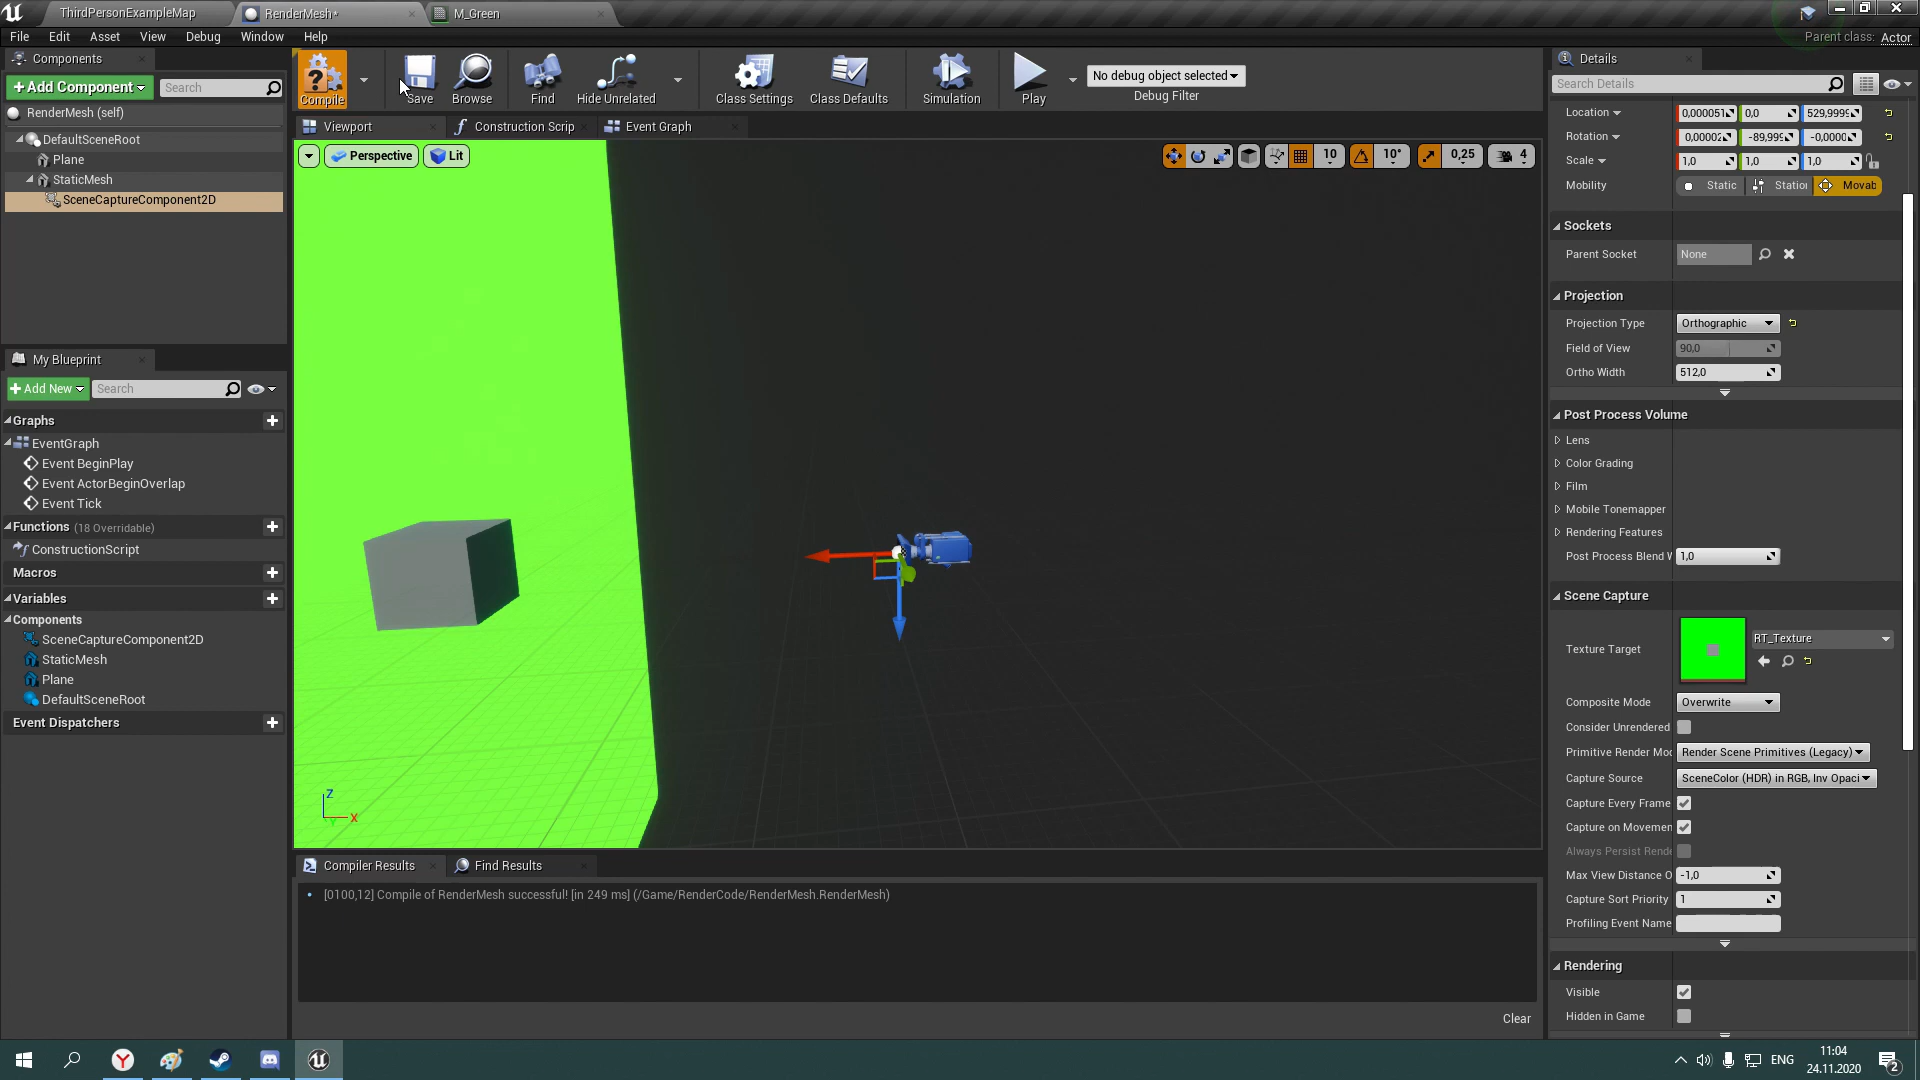 ThirdPersonExampleMap
RenderMesh*
M_Green
File Edit Asset View Debug Window Help
Parent class: Actor
Components
+Add Component
Search
RenderMesh (self)
DefaultSceneRoot
Plane
StaticMesh
SceneCaptureComponent2D
My Blueprint
+Add New
Search
Graphs
EventGraph
Event BeginPlay
Event ActorBeginOverlap
Event Tick
Functions (18 Overridable)
ConstructionScript
Macros
Variables
Components
SceneCaptureComponent2D
StaticMesh
Plane
DefaultSceneRoot
Event Dispatchers
Compile
Save
Browse
Find
Hide Unrelated
Class Settings
Class Defaults
Simulation
Play
No debug object selected
Debug Filter
Viewport
Construction Scrip
Event Graph
Perspective
Lit
10
10°
0,25
4
Z
X
Y
Compiler Results
Find Results
[0100,12] Compile of RenderMesh successful! [in 249 ms] (/Game/RenderCode/RenderMesh.RenderMesh)
Clear
Details
Search Details
Location 0,000051 0,0 529,9999
Rotation 0,00002 -89,999 -0,0000
Scale 1,0 1,0 1,0
Mobility Static Station Movab
Sockets
Parent Socket None
Projection
Projection Type Orthographic
Field of View 90,0
Ortho Width 512,0
Post Process Volume
Lens
Color Grading
Film
Mobile Tonemapper
Rendering Features
Post Process Blend W 1,0
Scene Capture
Texture Target RT_Texture
Composite Mode Overwrite
Consider Unrendered
Primitive Render Mod Render Scene Primitives (Legacy)
Capture Source SceneColor (HDR) in RGB, Inv Opaci
Capture Every Frame
Capture on Movemen
Always Persist Rende
Max View Distance O -1,0
Capture Sort Priority 1
Profiling Event Name
Rendering
Visible
Hidden in Game
ENG
11:04
24.11.2020
2